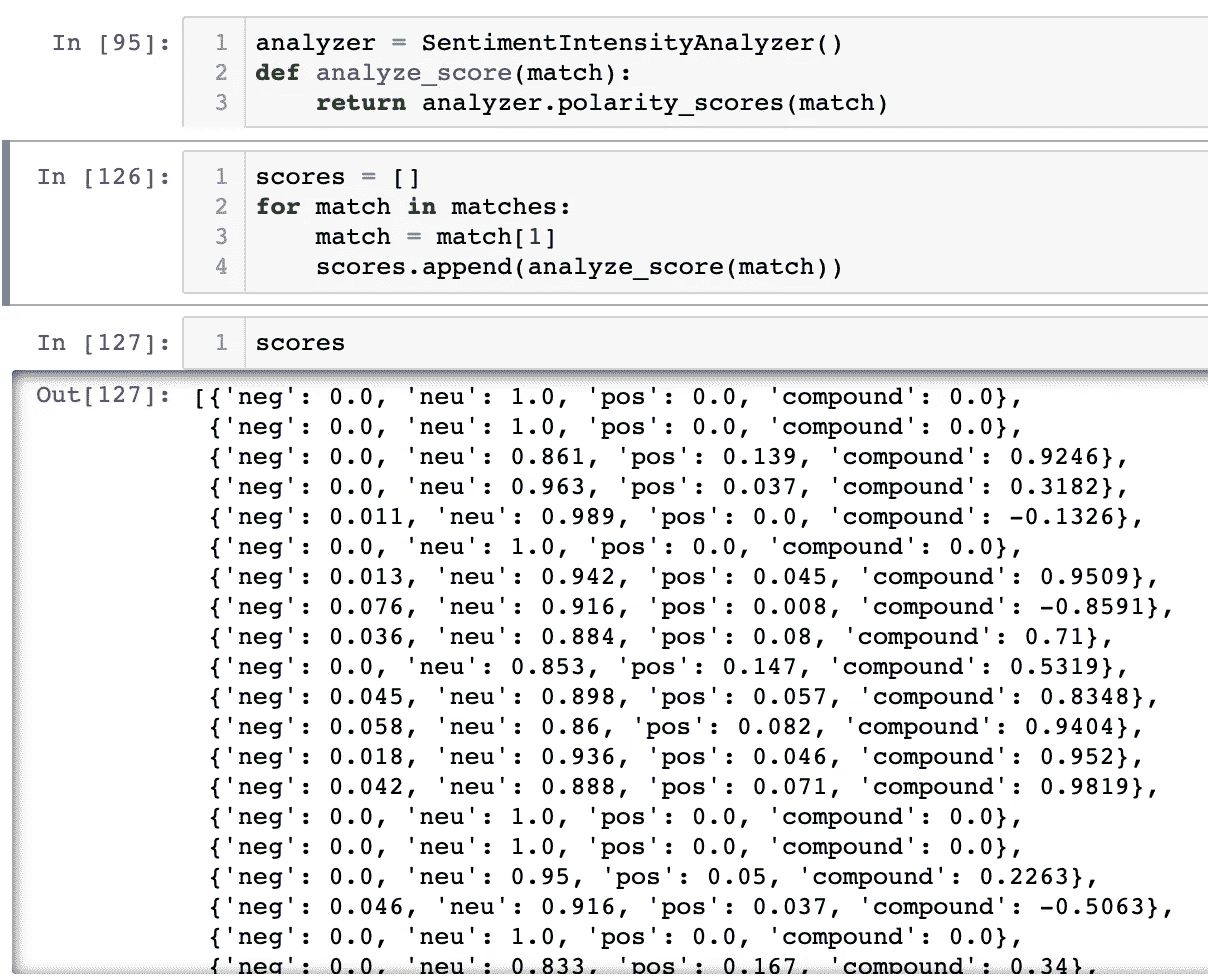 In [95]:
1 analyzer = SentimentIntensityAnalyzer()
2 def analyze_score(match):
3     return analyzer.polarity_scores(match)
In [126]:
1 scores = []
2 for match in matches:
3     match = match[1]
4     scores.append(analyze_score(match))
In [127]:
1 scores
Out[127]: [{'neg': 0.0, 'neu': 1.0, 'pos': 0.0, 'compound': 0.0},
{'neg': 0.0, 'neu': 1.0, 'pos': 0.0, 'compound': 0.0},
{'neg': 0.0, 'neu': 0.861, 'pos': 0.139, 'compound': 0.9246},
{'neg': 0.0, 'neu': 0.963, 'pos': 0.037, 'compound': 0.3182},
{'neg': 0.011, 'neu': 0.989, 'pos': 0.0, 'compound': -0.1326},
{'neg': 0.0, 'neu': 1.0, 'pos': 0.0, 'compound': 0.0},
{'neg': 0.013, 'neu': 0.942, 'pos': 0.045, 'compound': 0.9509},
{'neg': 0.076, 'neu': 0.916, 'pos': 0.008, 'compound': -0.8591},
{'neg': 0.036, 'neu': 0.884, 'pos': 0.08, 'compound': 0.71},
{'neg': 0.0, 'neu': 0.853, 'pos': 0.147, 'compound': 0.5319},
{'neg': 0.045, 'neu': 0.898, 'pos': 0.057, 'compound': 0.8348},
{'neg': 0.058, 'neu': 0.86, 'pos': 0.082, 'compound': 0.9404},
{'neg': 0.018, 'neu': 0.936, 'pos': 0.046, 'compound': 0.952},
{'neg': 0.042, 'neu': 0.888, 'pos': 0.071, 'compound': 0.9819},
{'neg': 0.0, 'neu': 1.0, 'pos': 0.0, 'compound': 0.0},
{'neg': 0.0, 'neu': 1.0, 'pos': 0.0, 'compound': 0.0},
{'neg': 0.0, 'neu': 0.95, 'pos': 0.05, 'compound': 0.2263},
{'neg': 0.046, 'neu': 0.916, 'pos': 0.037, 'compound': -0.5063},
{'neg': 0.0, 'neu': 1.0, 'pos': 0.0, 'compound': 0.0},
{'neg': 0.0, 'neu': 0.833, 'pos': 0.167, 'compound': 0.34},